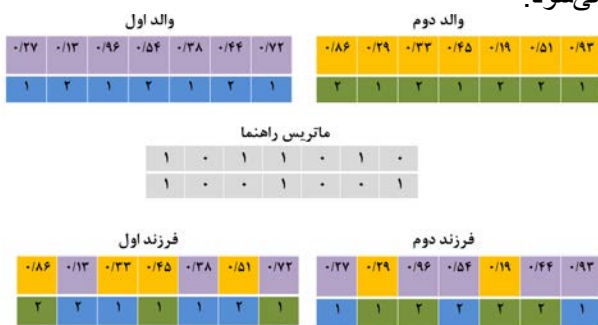 می‌شود.
والد اول
۰/۲۷ ۰/۱۳ ۰/۹۶ ۰/۵۴ ۰/۳۸ ۰/۴۴ ۰/۷۲
۱ ۲ ۱ ۲ ۱ ۲ ۱
والد دوم
۰/۸۶ ۰/۲۹ ۰/۳۳ ۰/۴۵ ۰/۱۹ ۰/۵۱ ۰/۹۳
۲ ۱ ۲ ۱ ۲ ۲ ۱
ماتریس راهنما
۱ ۰ ۱ ۱ ۰ ۱ ۰
۱ ۰ ۰ ۱ ۰ ۰ ۱
فرزند اول
۰/۸۶ ۰/۱۳ ۰/۳۳ ۰/۴۵ ۰/۳۸ ۰/۵۱ ۰/۷۲
۲ ۲ ۱ ۱ ۱ ۲ ۱
فرزند دوم
۰/۲۷ ۰/۲۹ ۰/۹۶ ۰/۵۴ ۰/۱۹ ۰/۴۴ ۰/۹۳
۱ ۱ ۲ ۲ ۲ ۲ ۱